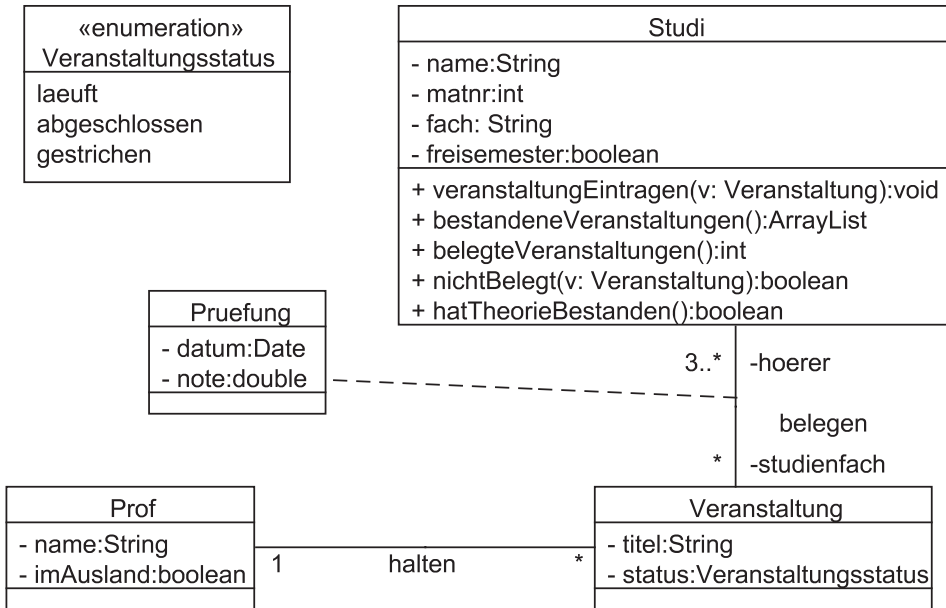 «enumeration»
Veranstaltungsstatus
laeuft
abgeschlossen
gestrichen
Studi
- name:String
- matnr:int
- fach: String
- freisemester:boolean
+ veranstaltungEintragen(v: Veranstaltung):void
+ bestandeneVeranstaltungen():ArrayList
+ belegteVeranstaltungen():int
+ nichtBelegt(v: Veranstaltung):boolean
+ hatTheorieBestanden():boolean
Pruefung
- datum:Date
- note:double
3..* -hoerer
belegen
* -studienfach
Prof
- name:String
- imAusland:boolean
1 halten *
Veranstaltung
- titel:String
- status:Veranstaltungsstatus